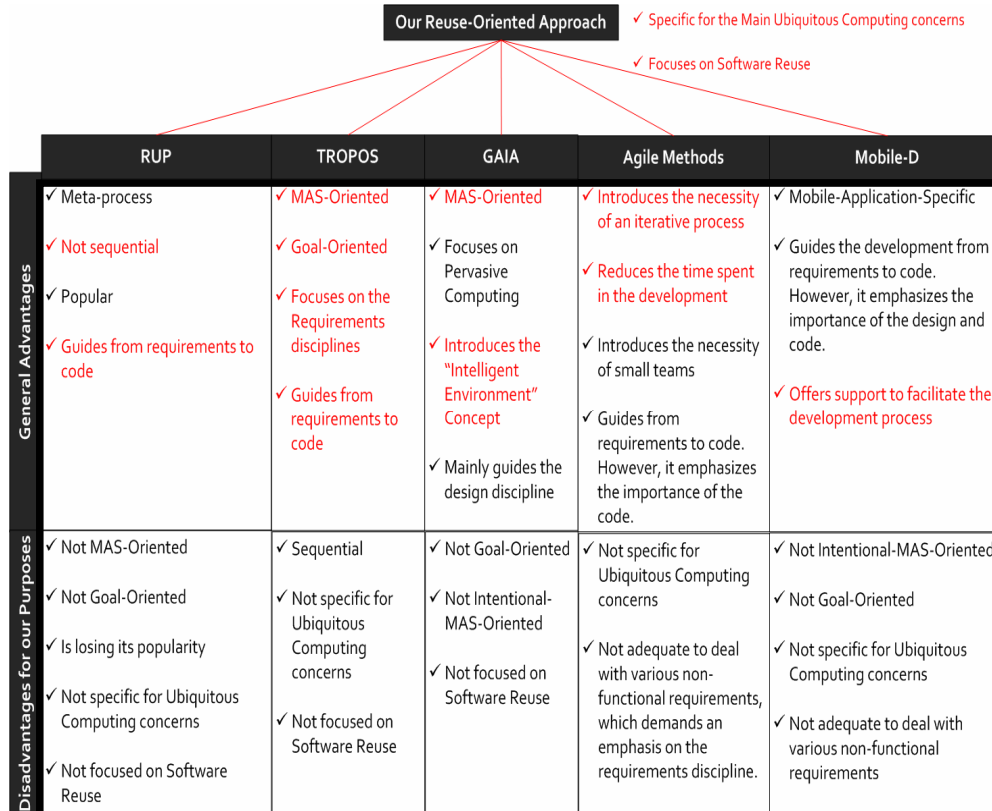 Our Reuse-Oriented Approach
✓ Specific for the Main Ubiquitous Computing concerns
✓ Focuses on Software Reuse
RUP
TROPOS
GAIA
Agile Methods
Mobile-D
General Advantages
✓ Meta-process
✓ Not sequential
✓ Popular
✓ Guides from requirements to
code
✓ MAS-Oriented
✓ Goal-Oriented
✓ Focuses on the
Requirements
disciplines
✓ Guides from
requirements to
code
✓ MAS-Oriented
✓ Focuses on
Pervasive
Computing
✓ Introduces the
"Intelligent
Environment"
Concept
✓ Mainly guides the
design discipline
✓ Introduces the necessity
of an iterative process
✓ Reduces the time spent
in the development
✓ Introduces the necessity
of small teams
✓ Guides from
requirements to code.
However, it emphasizes
the importance of the
code.
✓ Mobile-Application-Specific
✓ Guides the development from
requirements to code.
However, it emphasizes the
importance of the design and
code.
✓ Offers support to facilitate the
development process
Disadvantages for our Purposes
✓ Not MAS-Oriented
✓ Not Goal-Oriented
✓ Is losing its popularity
✓ Not specific for Ubiquitous
Computing concerns
✓ Not focused on Software
Reuse
✓ Sequential
✓ Not specific for
Ubiquitous
Computing
concerns
✓ Not focused on
Software Reuse
✓ Not Goal-Oriented
✓ Not Intentional-
MAS-Oriented
✓ Not focused on
Software Reuse
✓ Not specific for
Ubiquitous Computing
concerns
✓ Not adequate to deal
with various non-
functional requirements,
which demands an
emphasis on the
requirements discipline.
✓ Not Intentional-MAS-Oriented
✓ Not Goal-Oriented
✓ Not specific for Ubiquitous
Computing concerns
✓ Not adequate to deal with
various non-functional
requirements